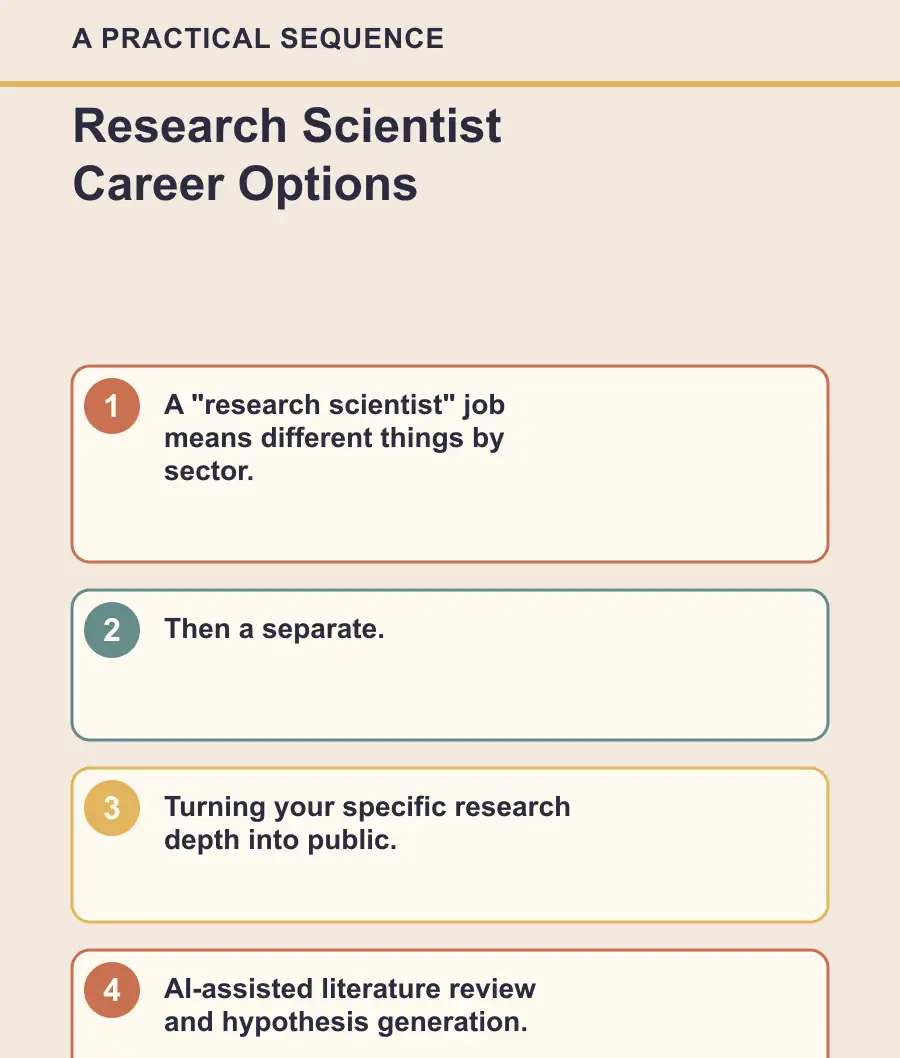 A PRACTICAL SEQUENCE
Research Scientist
Career Options
1
A "research scientist" job
means different things by
sector.
2
Then a separate.
3
Turning your specific research
depth into public.
4
AI-assisted literature review
and hypothesis generation.